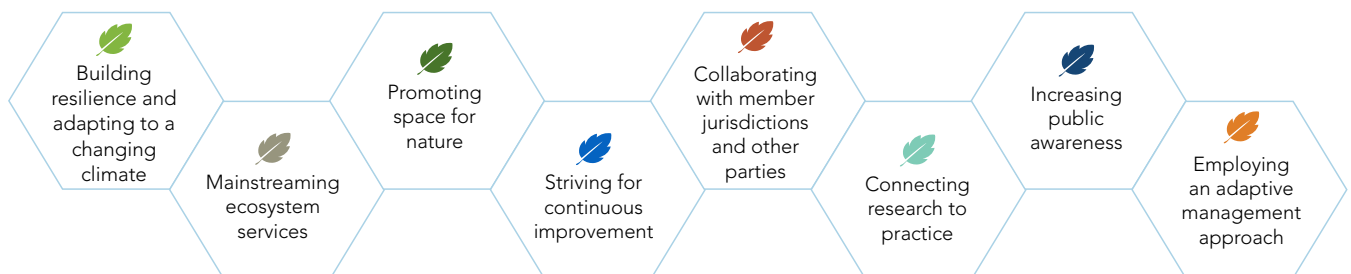 Building
resilience and
adapting to a
changing
climate
Mainstreaming
ecosystem
services
Promoting
space for
nature
Striving for
continuous
improvement
Collaborating
with member
jurisdictions
and other
parties
Connecting
research to
practice
Increasing
public
awareness
Employing
an adaptive
management
approach